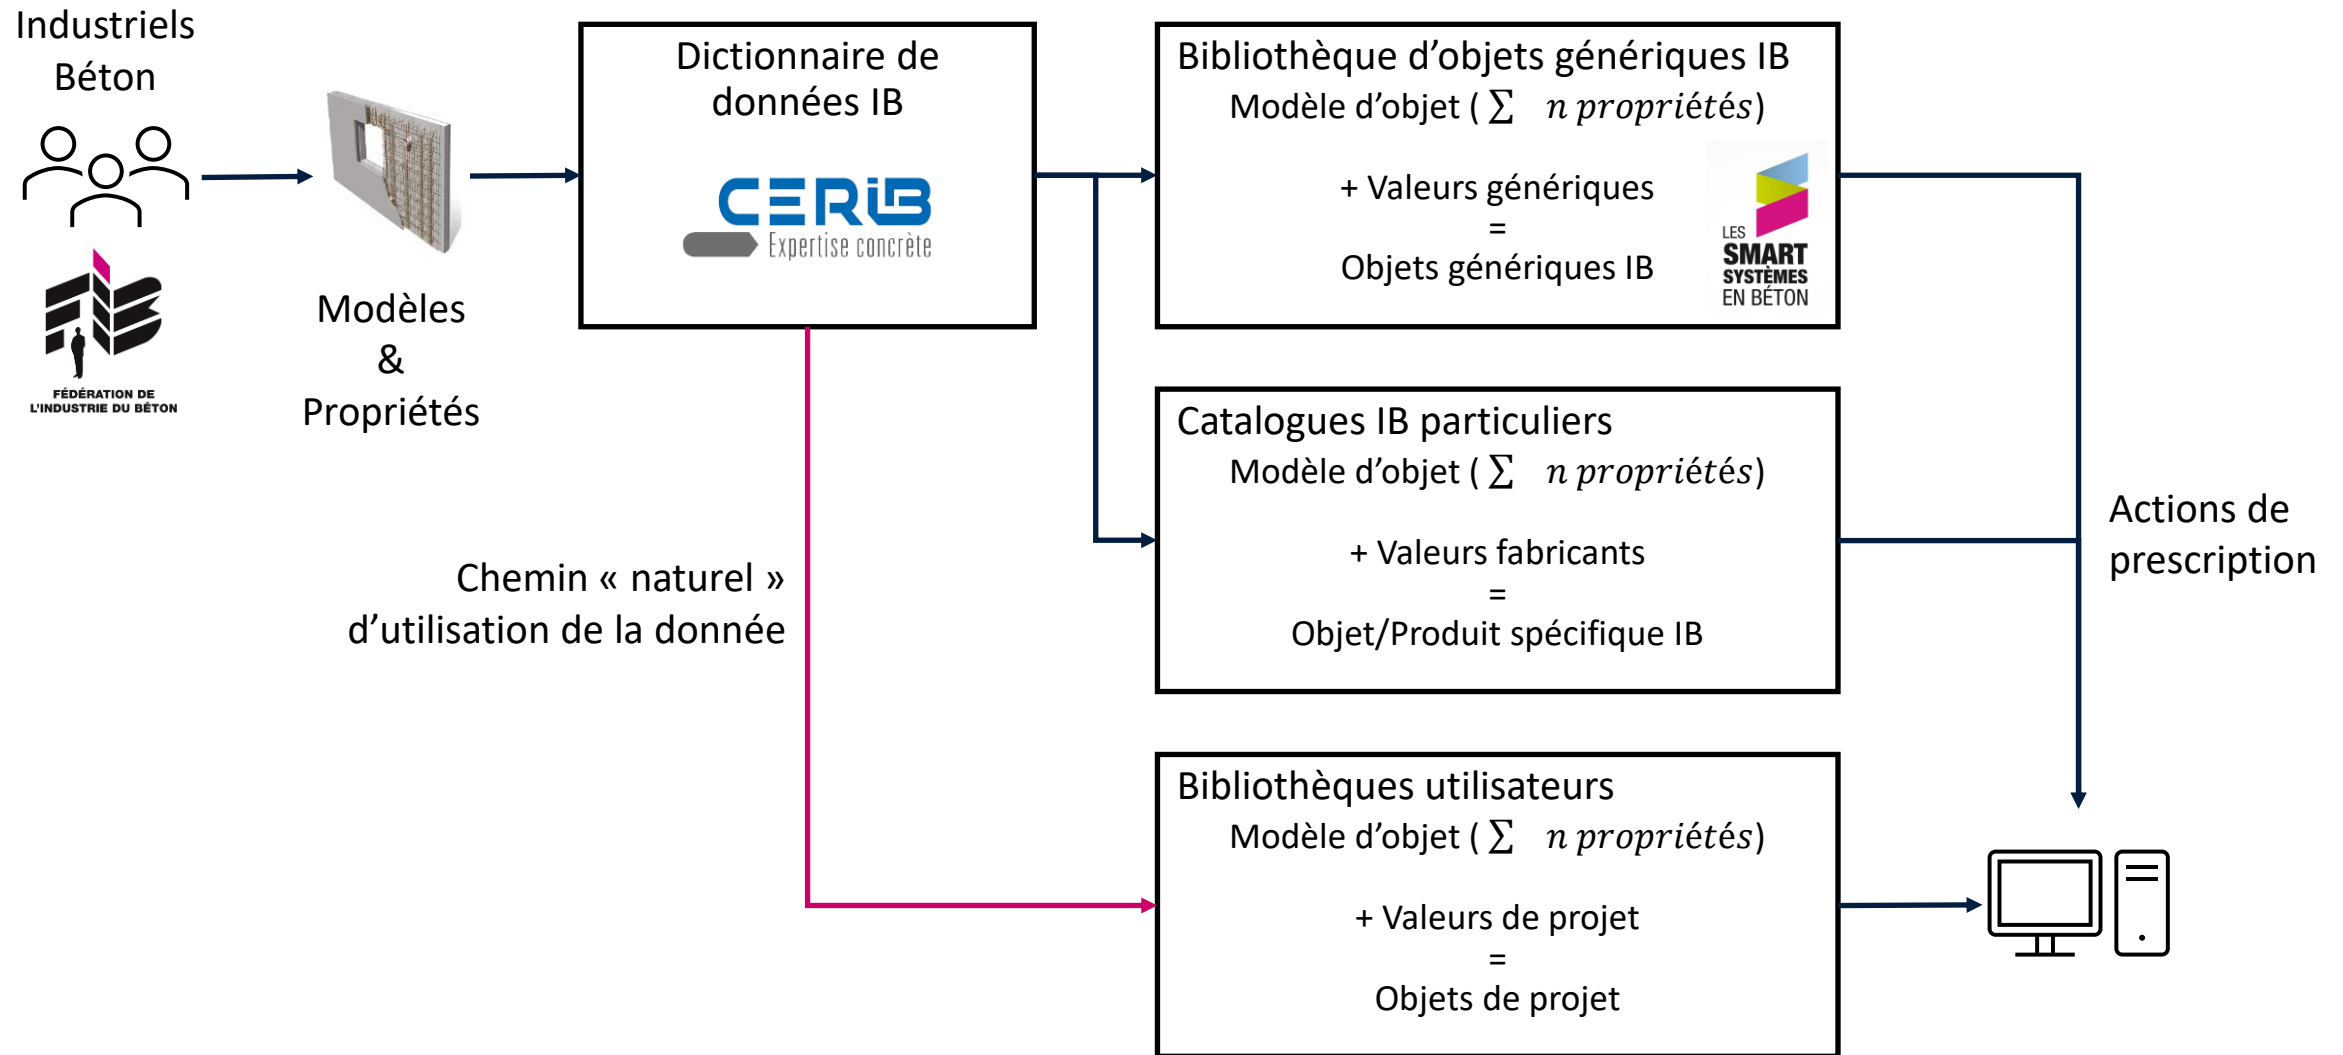 Industriels
Béton
FIB
FÉDÉRATION DE
L'INDUSTRIE DU BÉTON
Modèles
&
Propriétés
Dictionnaire de
données IB
CERIB
Expertise concrète
Chemin « naturel »
d’utilisation de la donnée
Bibliothèque d’objets génériques IB
Modèle d’objet ( ∑ n propriétés)
+ Valeurs génériques
=
Objets génériques IB
LES
SMART
SYSTÈMES
EN BÉTON
Catalogues IB particuliers
Modèle d’objet ( ∑ n propriétés)
+ Valeurs fabricants
=
Objet/Produit spécifique IB
Bibliothèques utilisateurs
Modèle d’objet ( ∑ n propriétés)
+ Valeurs de projet
=
Objets de projet
Actions de
prescription